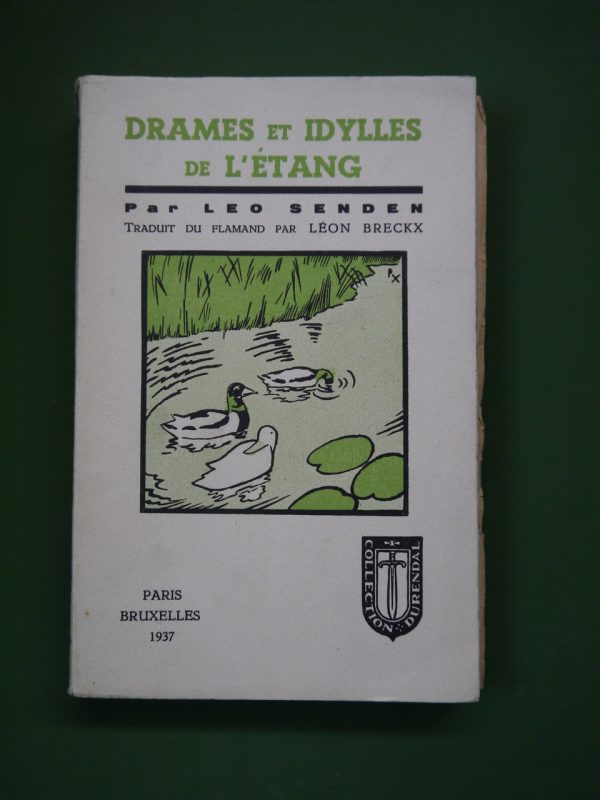 DRAMES ET IDYLLES
DE L'ÉTANG
Par LEO SENDEN
TRADUIT DU FLAMAND PAR LÉON BRECKX
PX
PARIS
BRUXELLES
1937
COLLECTION DURENDAL